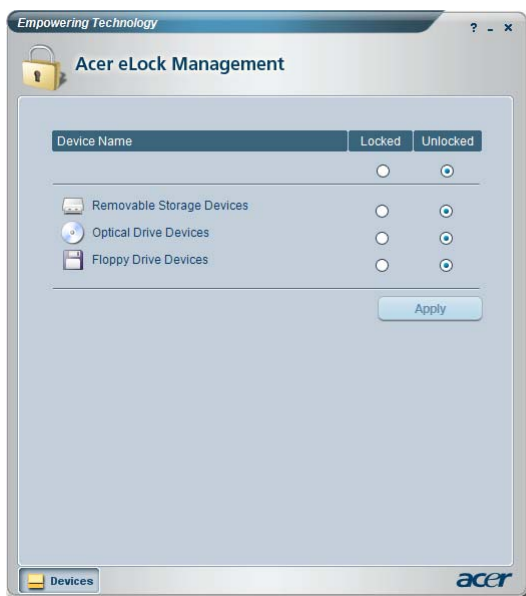 Empowering Technology
? - x
Acer eLock Management
Device Name Locked Unlocked
Removable Storage Devices
Optical Drive Devices
Floppy Drive Devices
Apply
Devices
acer